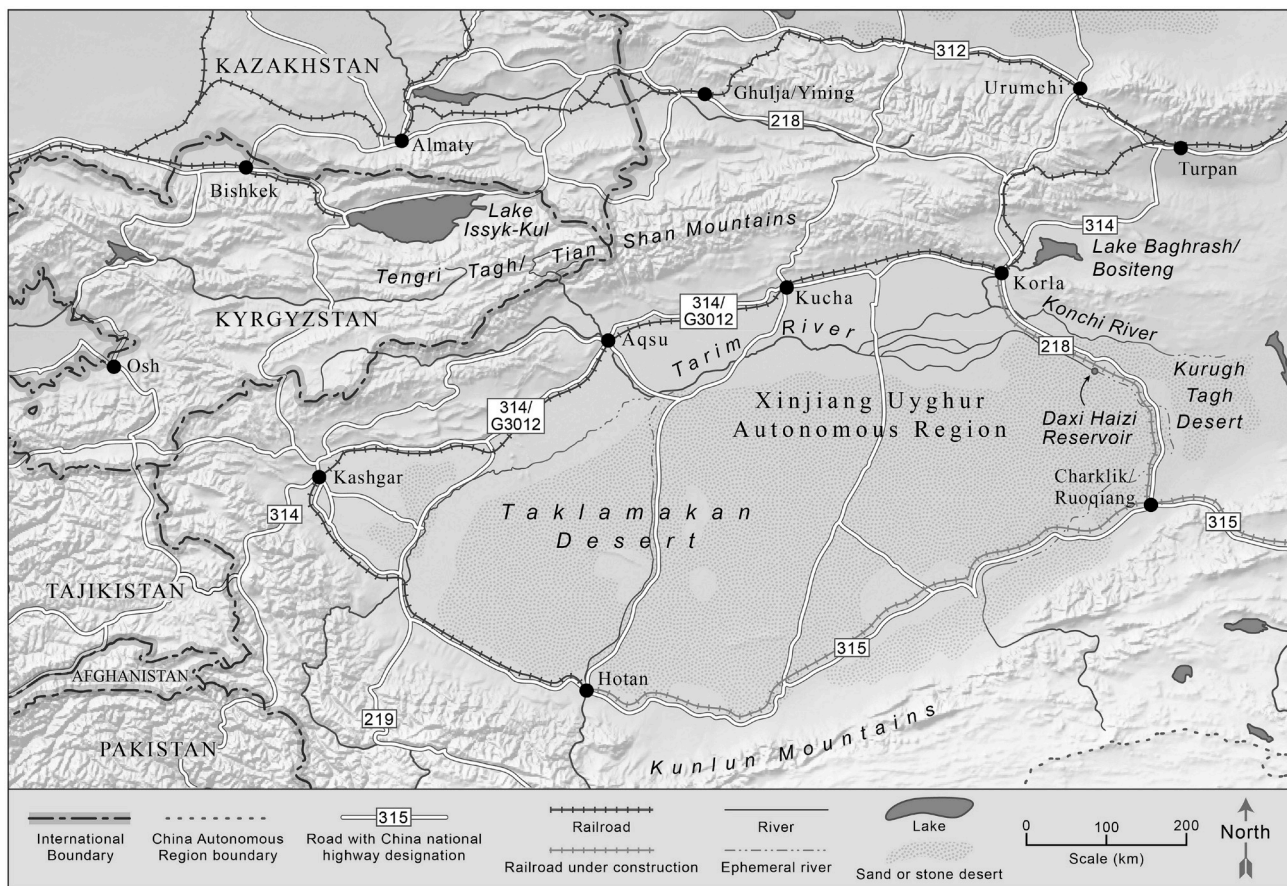 KAZAKHSTAN
312
Urumchi
Ghulja/Yining
218
Almaty
Turpan
Bishkek
Lake
Issyk-Kul
314
Lake Baghrash/
Bositeng
Tengri Tagh/ Tian Shan Mountains
Korla
Kucha
314/
G3012
KYRGYZSTAN
Konchi River
Aqsu
Tarim River
218
Osh
Kurugh
Tagh
Desert
Xinjiang Uyghur
Autonomous Region
314/
G3012
Daxi Haizi
Reservoir
Kashgar
Charklik/
Ruoqiang
314
Taklamakan
Desert
315
TAJIKISTAN
315
AFGHANISTAN
Hotan
219
PAKISTAN
Kunlun Mountains
International
Boundary
China Autonomous
Region boundary
315
Road with China national
highway designation
Railroad
Railroad under construction
River
Ephemeral river
Lake
Sand or stone desert
0 100 200
Scale (km)
North